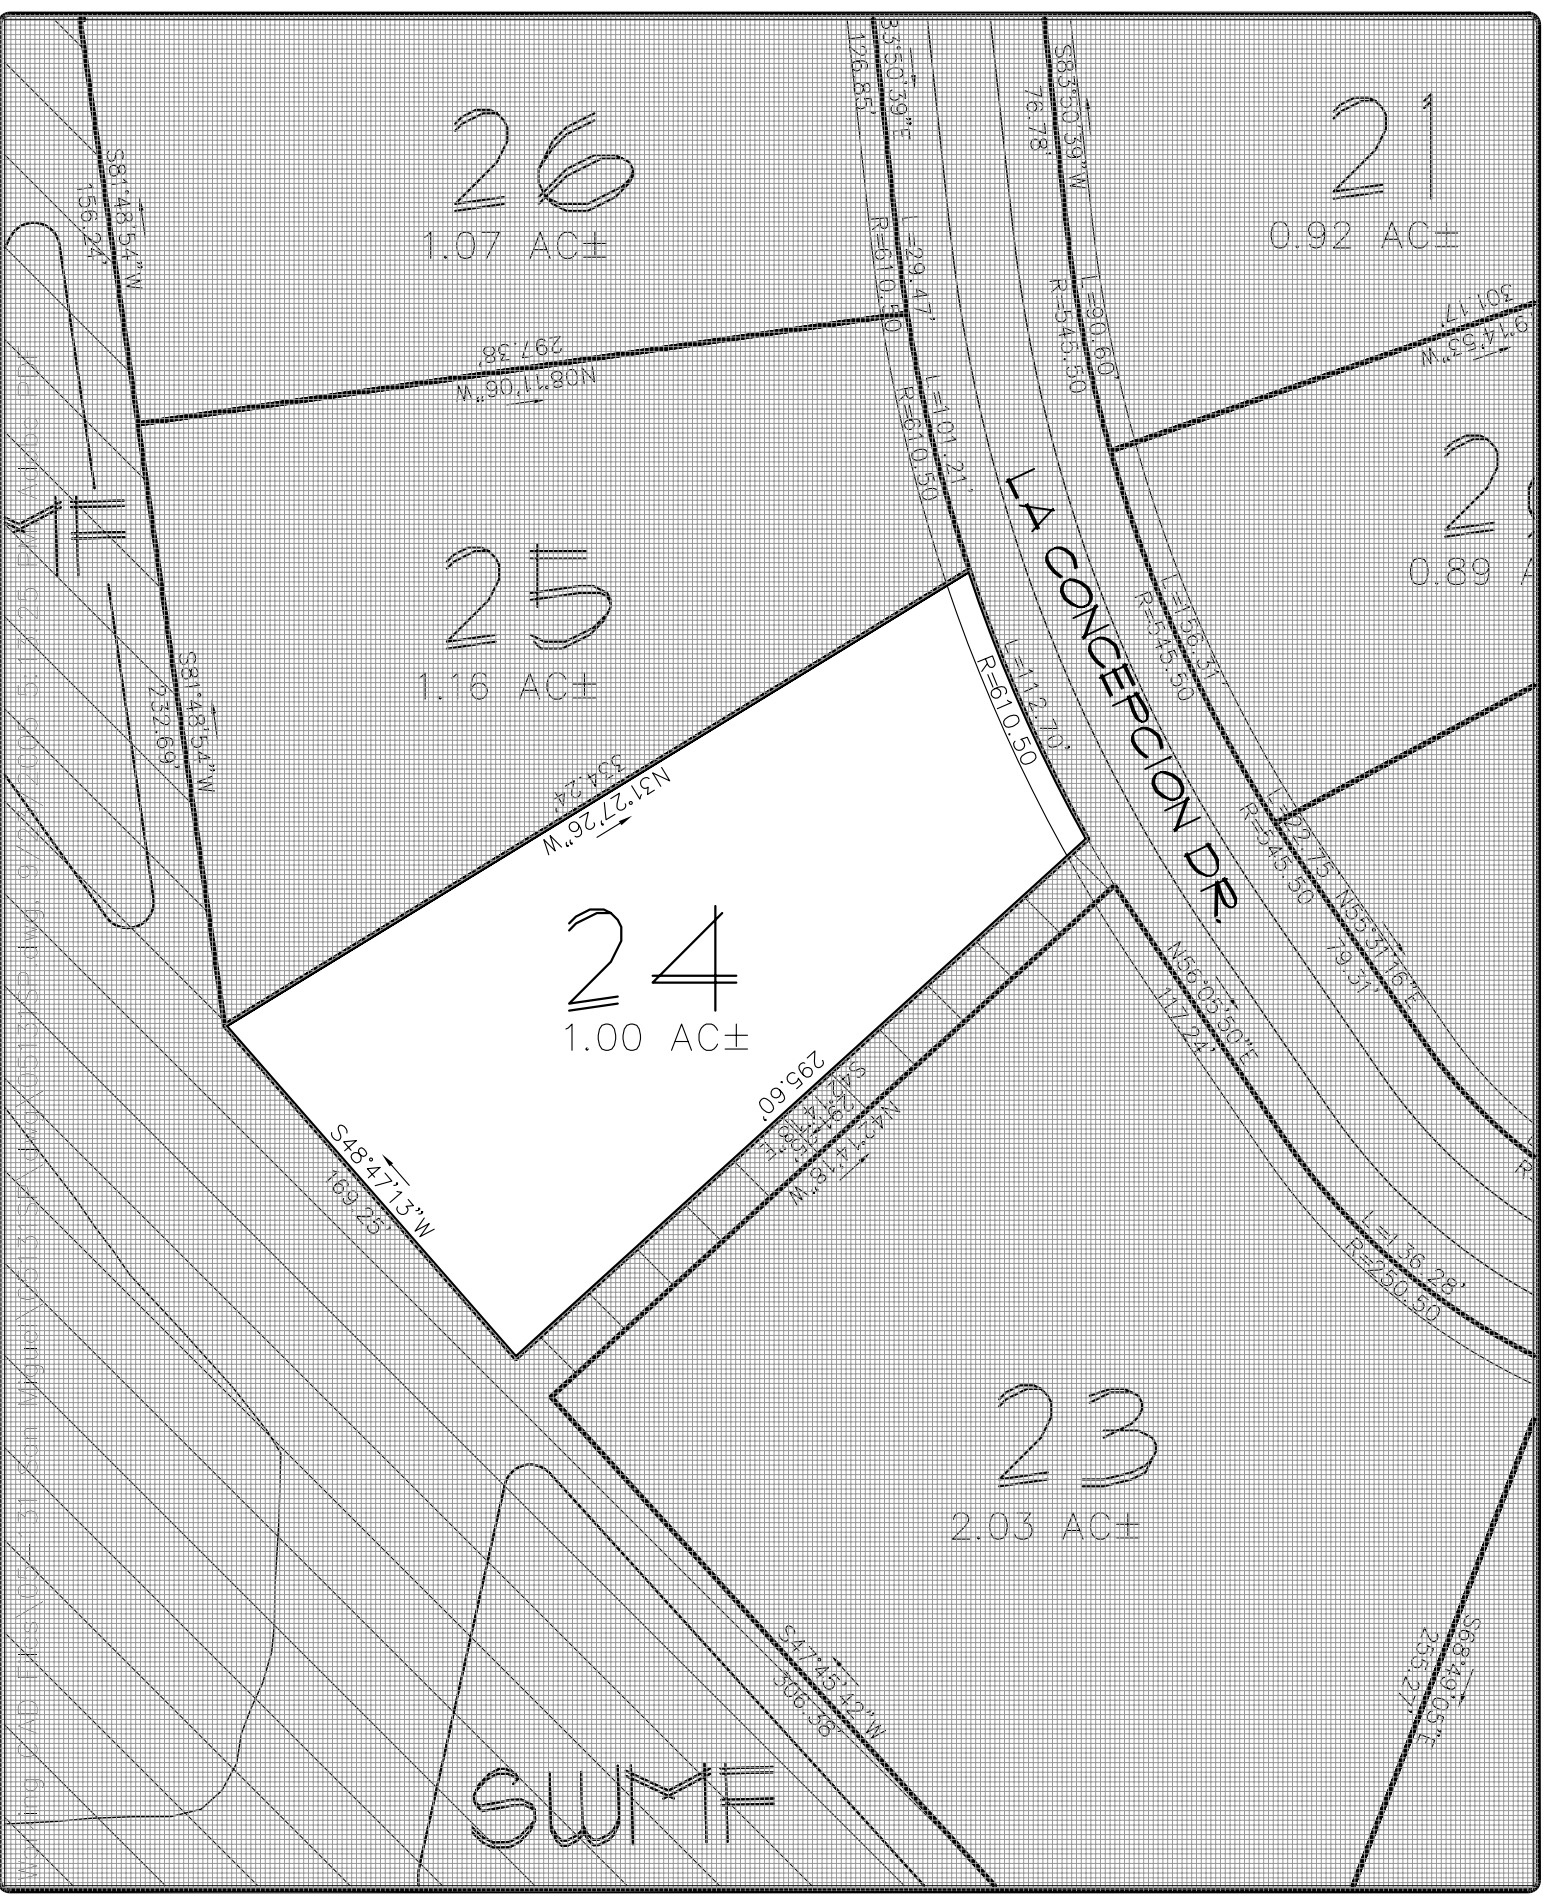 26
1.07 AC±
21
0.92 AC±
126.85'
S83°50'39"W
76.78'
S81°48'54"W
156.24'
L=29.47'
R=610.50
L=90.60'
R=545.50
301.17'
297.38'
N08°11'06"W
L=101.21'
R=610.50
0.89
25
1.16 AC±
LA CONCEPCION DR.
L=156.31'
R=545.50
S81°48'54"W
232.69'
L=112.70'
R=610.50
334.24'
N31°27'26"W
24
1.00 AC±
R=545.50
N55°31'16"E
79.31'
N56°05'50"E
117.24'
295.60'
N42°14'18"W
S48°47'13"W
169.25'
L=136.28'
R=250.50
23
2.03 AC±
S47°45'42"W
306.38'
S68°49'05"E
255.27'
SWMF